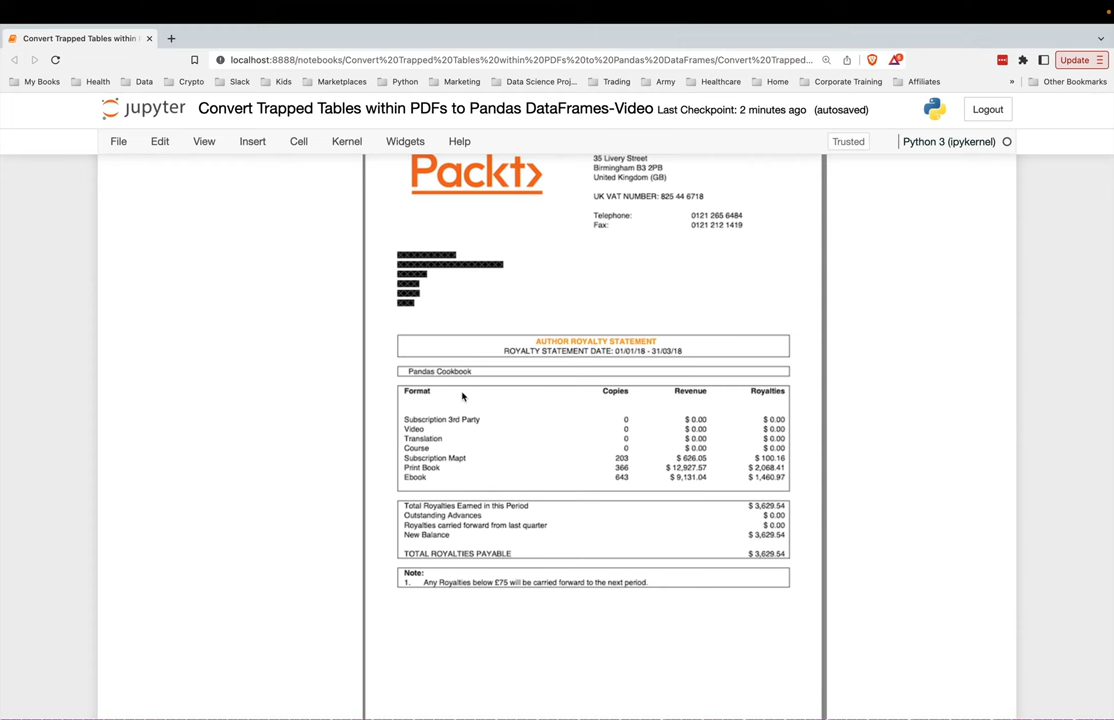 Convert Trapped Tables within
localhost:8888/notebooks/Convert%20Trapped%20Tables%20within%20PDFs%20to%20Pandas%20DataFrames/Convert%20Trapped...
Update
My Books Health Data Crypto Slack Kids Marketplaces Python Marketing Data Science Proj... Trading Army Healthcare Home Corporate Training Affiliates » Other Bookmarks
jupyter Convert Trapped Tables within PDFs to Pandas DataFrames-Video Last Checkpoint: 2 minutes ago (autosaved) Logout
File Edit View Insert Cell Kernel Widgets Help Trusted Python 3 (ipykernel)
Packt>
35 Livery Street
Birmingham B3 2PB
United Kingdom (GB)
UK VAT NUMBER: 825 44 6718
Telephone: 0121 265 6484
Fax: 0121 212 1419
AUTHOR ROYALTY STATEMENT
ROYALTY STATEMENT DATE: 01/01/18 - 31/03/18
Pandas Cookbook
Format Copies Revenue Royalties
Subscription 3rd Party 0 $ 0.00 $ 0.00
Video 0 $ 0.00 $ 0.00
Translation 0 $ 0.00 $ 0.00
Course 0 $ 0.00 $ 0.00
Subscription Mapt 203 $ 626.05 $ 100.16
Print Book 366 $ 12,927.57 $ 2,068.41
Ebook 643 $ 9,131.04 $ 1,460.97
Total Royalties Earned in this Period $ 3,629.54
Outstanding Advances $ 0.00
Royalties carried forward from last quarter $ 0.00
New Balance $ 3,629.54
TOTAL ROYALTIES PAYABLE $ 3,629.54
Note:
1. Any Royalties below £75 will be carried forward to the next period.